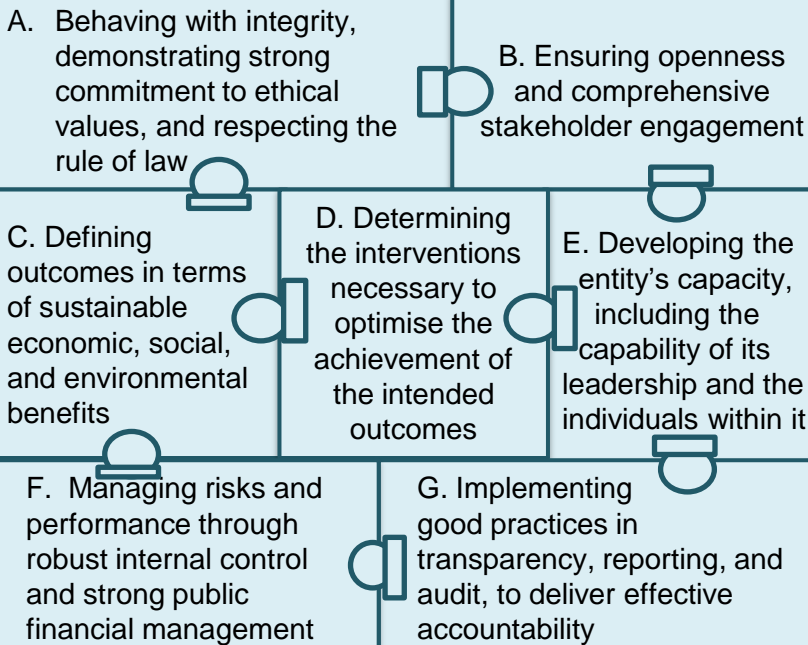 A. Behaving with integrity,
demonstrating strong
commitment to ethical
values, and respecting the
rule of law
B. Ensuring openness
and comprehensive
stakeholder engagement
C. Defining
outcomes in terms
of sustainable
economic, social,
and environmental
benefits
D. Determining
the interventions
necessary to
optimise the
achievement of
the intended
outcomes
E. Developing the
entity's capacity,
including the
capability of its
leadership and the
individuals within it
F. Managing risks and
performance through
robust internal control
and strong public
financial management
G. Implementing
good practices in
transparency, reporting, and
audit, to deliver effective
accountability